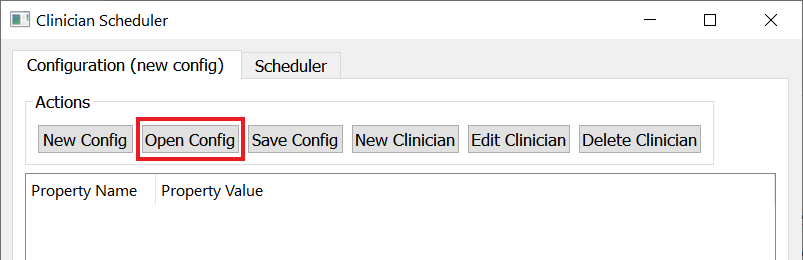 Clinician Scheduler
Configuration (new config) Scheduler
Actions
New Config Open Config Save Config New Clinician Edit Clinician Delete Clinician
Property Name Property Value